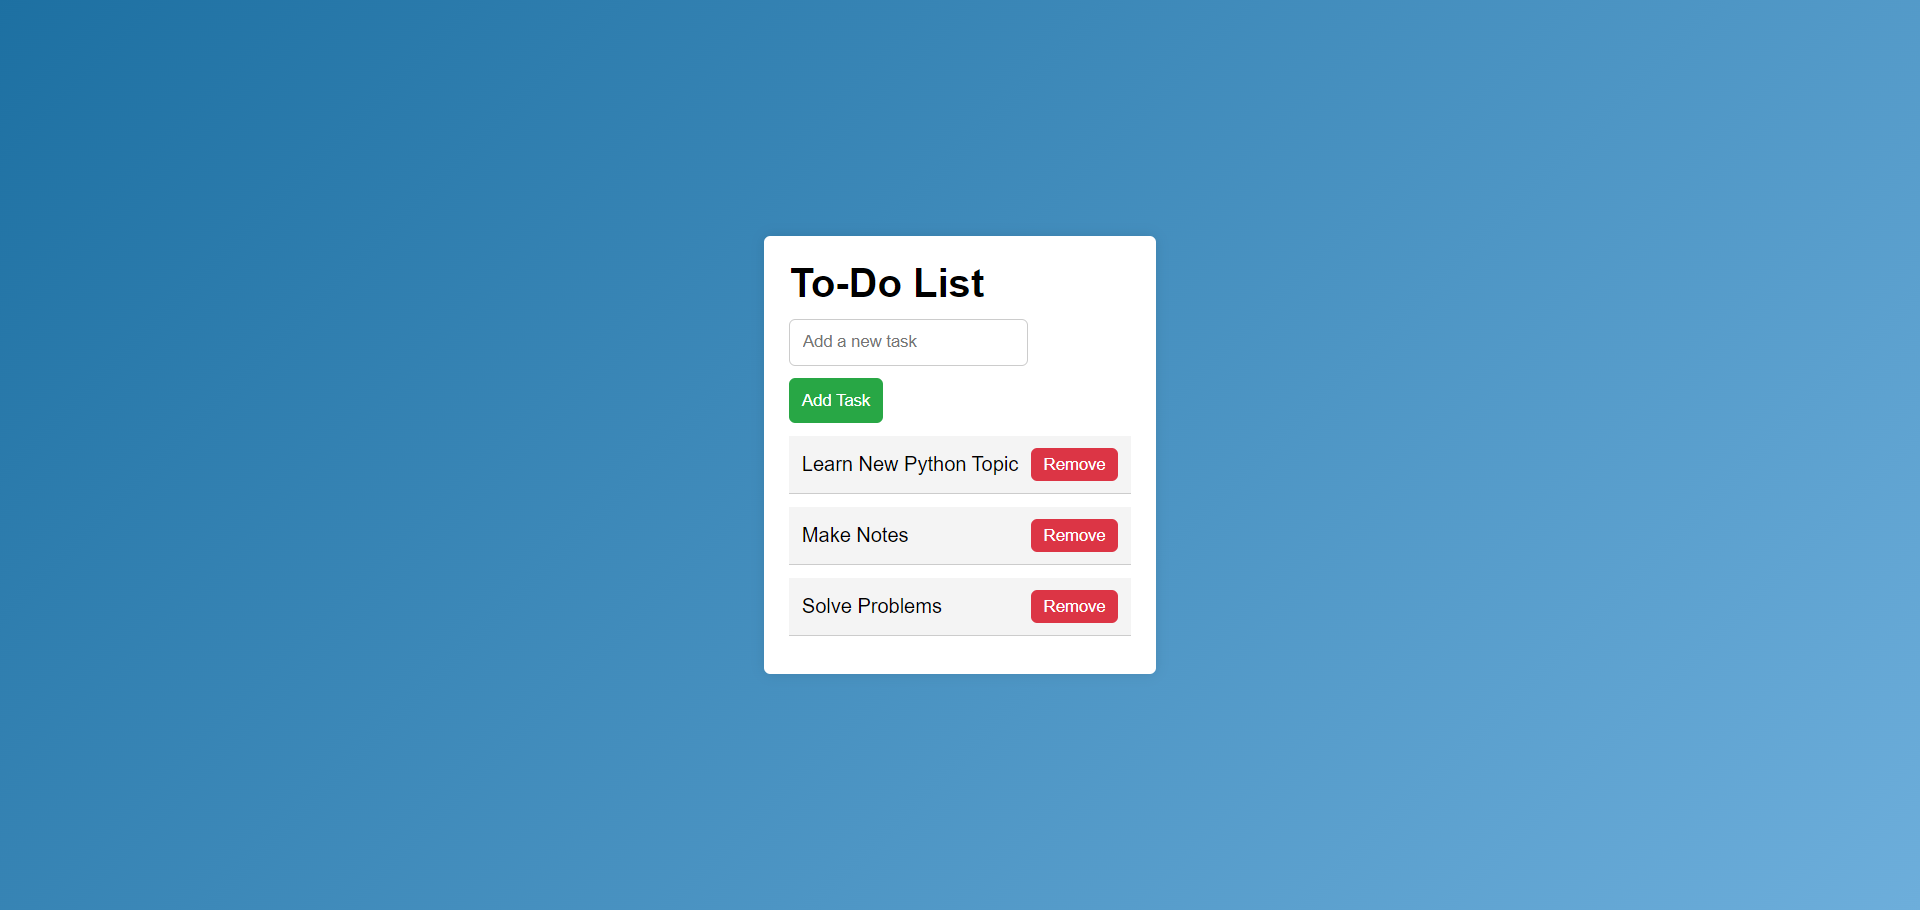 To-Do List
Add a new task
Add Task
Learn New Python Topic Remove
Make Notes Remove
Solve Problems Remove